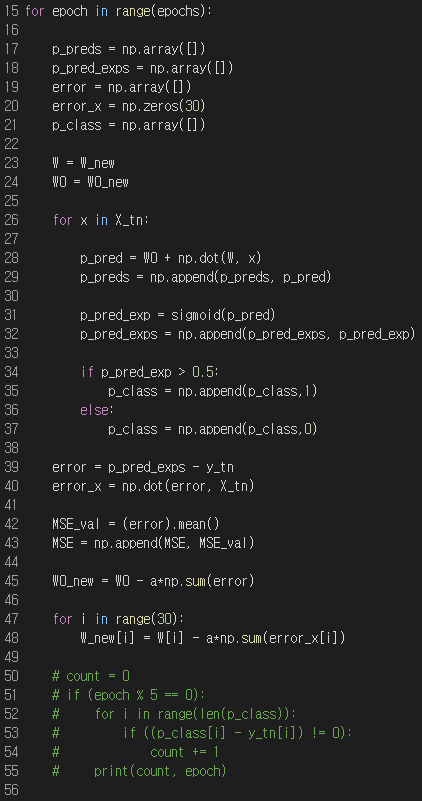 15 for epoch in range(epochs):
16
17     p_preds = np.array([])
18     p_pred_exps = np.array([])
19     error = np.array([])
20     error_x = np.zeros(30)
21     p_class = np.array([])
22
23     W = W_new
24     W0 = W0_new
25
26     for x in X_tn:
27
28         p_pred = W0 + np.dot(W, x)
29         p_preds = np.append(p_preds, p_pred)
30
31         p_pred_exp = sigmoid(p_pred)
32         p_pred_exps = np.append(p_pred_exps, p_pred_exp)
33
34         if p_pred_exp > 0.5:
35             p_class = np.append(p_class,1)
36         else:
37             p_class = np.append(p_class,0)
38
39     error = p_pred_exps - y_tn
40     error_x = np.dot(error, X_tn)
41
42     MSE_val = (error).mean()
43     MSE = np.append(MSE, MSE_val)
44
45     W0_new = W0 - a*np.sum(error)
46
47     for i in range(30):
48         W_new[i] = W[i] - a*np.sum(error_x[i])
49
50     # count = 0
51     # if (epoch % 5 == 0):
52     #     for i in range(len(p_class)):
53     #         if ((p_class[i] - y_tn[i]) != 0):
54     #             count += 1
55     #     print(count, epoch)
56